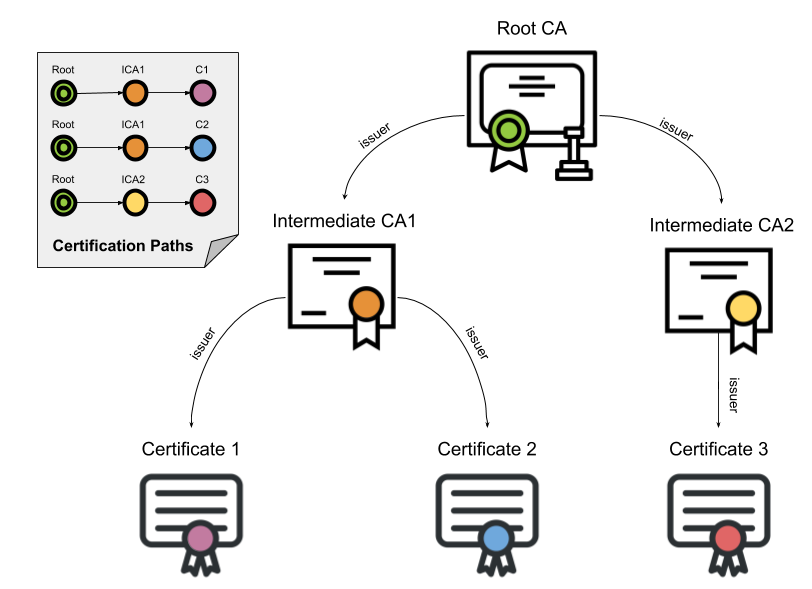 Root CA
Root ICA1 C1
Root ICA1 C2
Root ICA2 C3
Certification Paths
issuer
issuer
Intermediate CA1
Intermediate CA2
issuer
issuer
issuer
Certificate 1
Certificate 2
Certificate 3